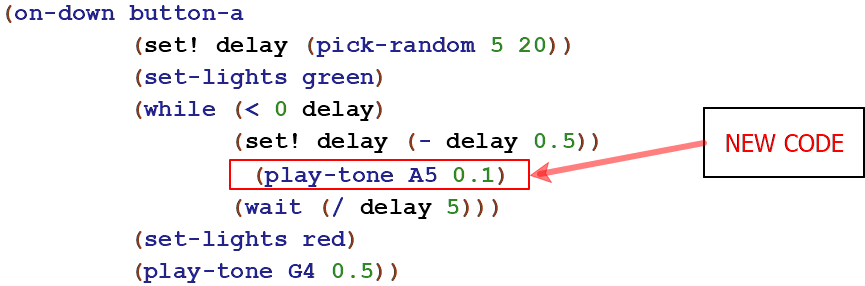 (on-down button-a
(set! delay (pick-random 5 20))
(set-lights green)
(while (< 0 delay)
(set! delay (- delay 0.5))
(play-tone A5 0.1)
NEW CODE
(wait (/ delay 5)))
(set-lights red)
(play-tone G4 0.5))